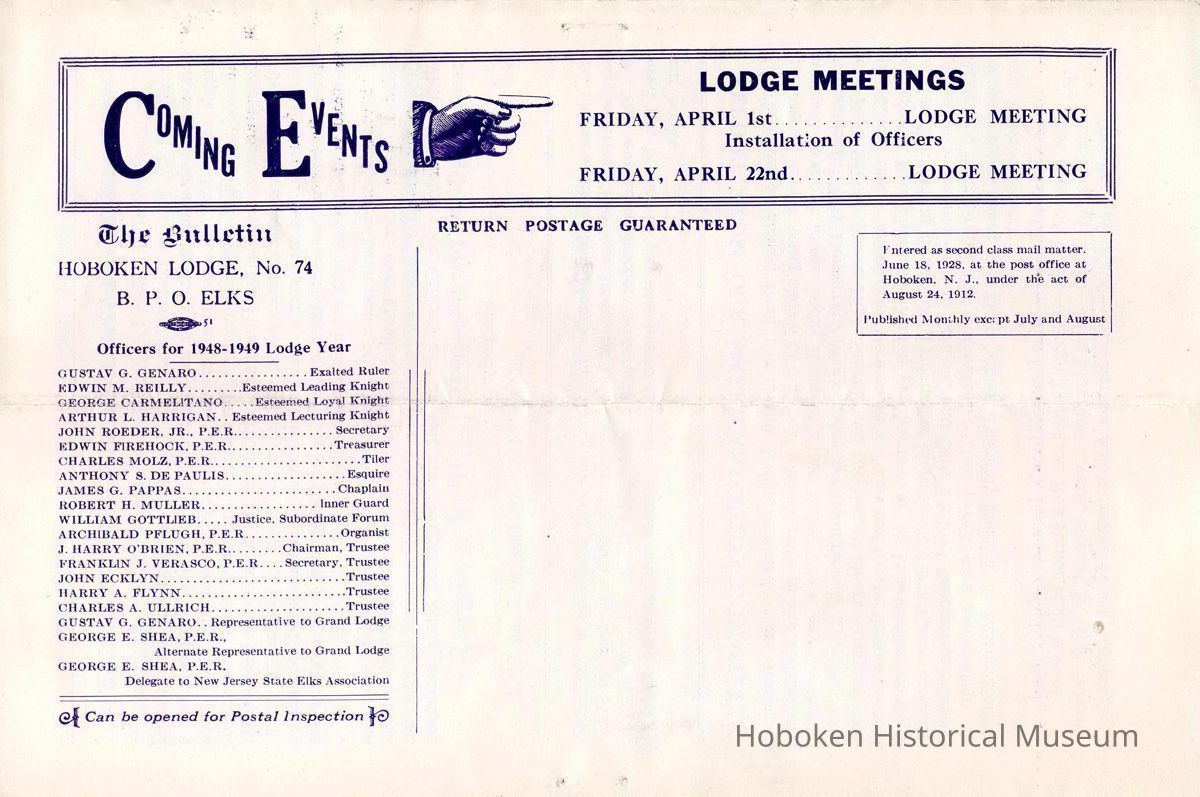 COMING EVENTS
LODGE MEETINGS
FRIDAY, APRIL 1st.............LODGE MEETING
Installation of Officers
FRIDAY, APRIL 22nd............LODGE MEETING
The Bulletin
HOBOKEN LODGE, No. 74
B. P. O. ELKS
51
Officers for 1948-1949 Lodge Year
GUSTAV G. GENARO................Exalted Ruler
EDWIN M. REILLY.........Esteemed Leading Knight
GEORGE CARMELITANO.....Esteemed Loyal Knight
ARTHUR L. HARRIGAN..Esteemed Lecturing Knight
JOHN ROEDER, JR., P.E.R...............Secretary
EDWIN FIREHOCK, P.E.R................Treasurer
CHARLES MOLZ, P.E.R......................Tiler
ANTHONY S. DE PAULIS..................Esquire
JAMES G. PAPPAS.......................Chaplain
ROBERT H. MULLER.................Inner Guard
WILLIAM GOTTLIEB.....Justice, Subordinate Forum
ARCHIBALD PFLUGH, P.E.R..............Organist
J. HARRY O'BRIEN, P.E.R........Chairman, Trustee
FRANKLIN J. VERASCO, P.E.R....Secretary, Trustee
JOHN ECKLYN............................Trustee
HARRY A. FLYNN.........................Trustee
CHARLES A. ULLRICH....................Trustee
GUSTAV G. GENARO..Representative to Grand Lodge
GEORGE E. SHEA, P.E.R.,
Alternate Representative to Grand Lodge
GEORGE E. SHEA, P.E.R.
Delegate to New Jersey State Elks Association
Can be opened for Postal Inspection
RETURN POSTAGE GUARANTEED
Entered as second class mail matter.
June 18, 1928, at the post office at
Hoboken, N. J., under the act of
August 24, 1912.
Published Monthly except July and August
Hoboken Historical Museum